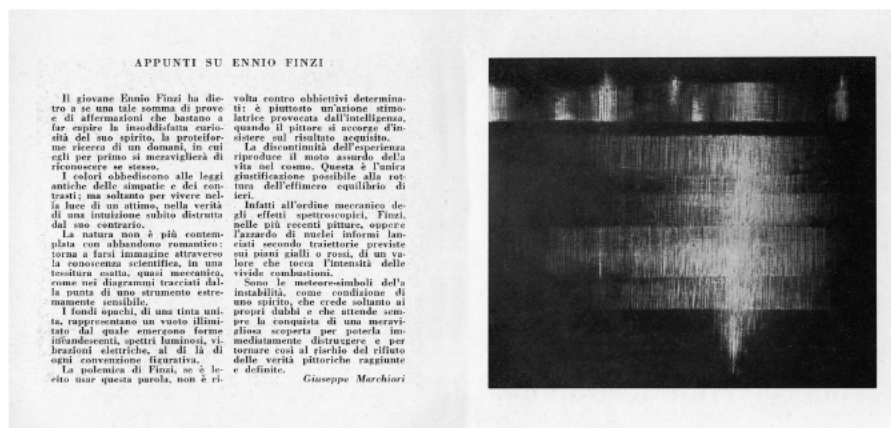 APPUNTI SU ENNIO FINZI
Il giovane Ennio Finzi ha die-
tro a se una tale somma di prove
e di affermazioni che bastano a
far capire la insoddisfatta curio-
sità del suo spirito, la proteifor-
me ricerca di un domani, in cui
egli per primo si meraviglierà di
riconoscere se stesso.
I colori obbediscono alle leggi
antiche delle simpatie e dei con-
trasti; ma soltanto per vivere nel-
la luce di un attimo, nella verità
di una intuizione subito distrutta
dal suo contrario.
La natura non è più contem-
plata con abbandono romantico:
torna a farsi immagine attraverso
la conoscenza scientifica, in una
tessitura esatta, quasi meccanica,
come nei diagrammi tracciati dal-
la punta di uno strumento estre-
mamente sensibile.
I fondi opachi, di una tinta uni-
ta, rappresentano un vuoto illimi-
tato dal quale emergono forme
incandescenti, spettri luminosi, vi-
brazioni elettriche, al di là di
ogni convenzione figurativa.
La polemica di Finzi, se è le-
cito usar questa parola, non è ri-
volta contro obbiettivi determina-
ti: è piuttosto un'azione stimo-
latrice provocata dall'intelligenza,
quando il pittore si accorge d'in-
sistere sul risultato acquisito.
La discontinuità dell'esperienza
riproduce il moto assurdo della
vita nel cosmo. Questa è l'unica
giustificazione possibile alla rot-
tura dell'effimero equilibrio di
ieri.
Infatti all'ordine meccanico de-
gli effetti spettroscopici, Finzi,
nelle più recenti pitture, oppone
l'azzardo di nuclei informi lan-
ciati secondo traiettorie previste
sui piani gialli o rossi, di un va-
lore che tocca l'intensità delle
vivide combustioni.
Sono le meteore-simboli del'a
instabilità, come condizione di
uno spirito, che crede soltanto ai
propri dubbi e che attende sem-
pre la conquista di una meravi-
gliosa scoperta per poterla im-
mediatamente distruggere e per
tornare così al rischio del rifiuto
delle verità pittoriche raggiunte
e definite.
Giuseppe Marchiori